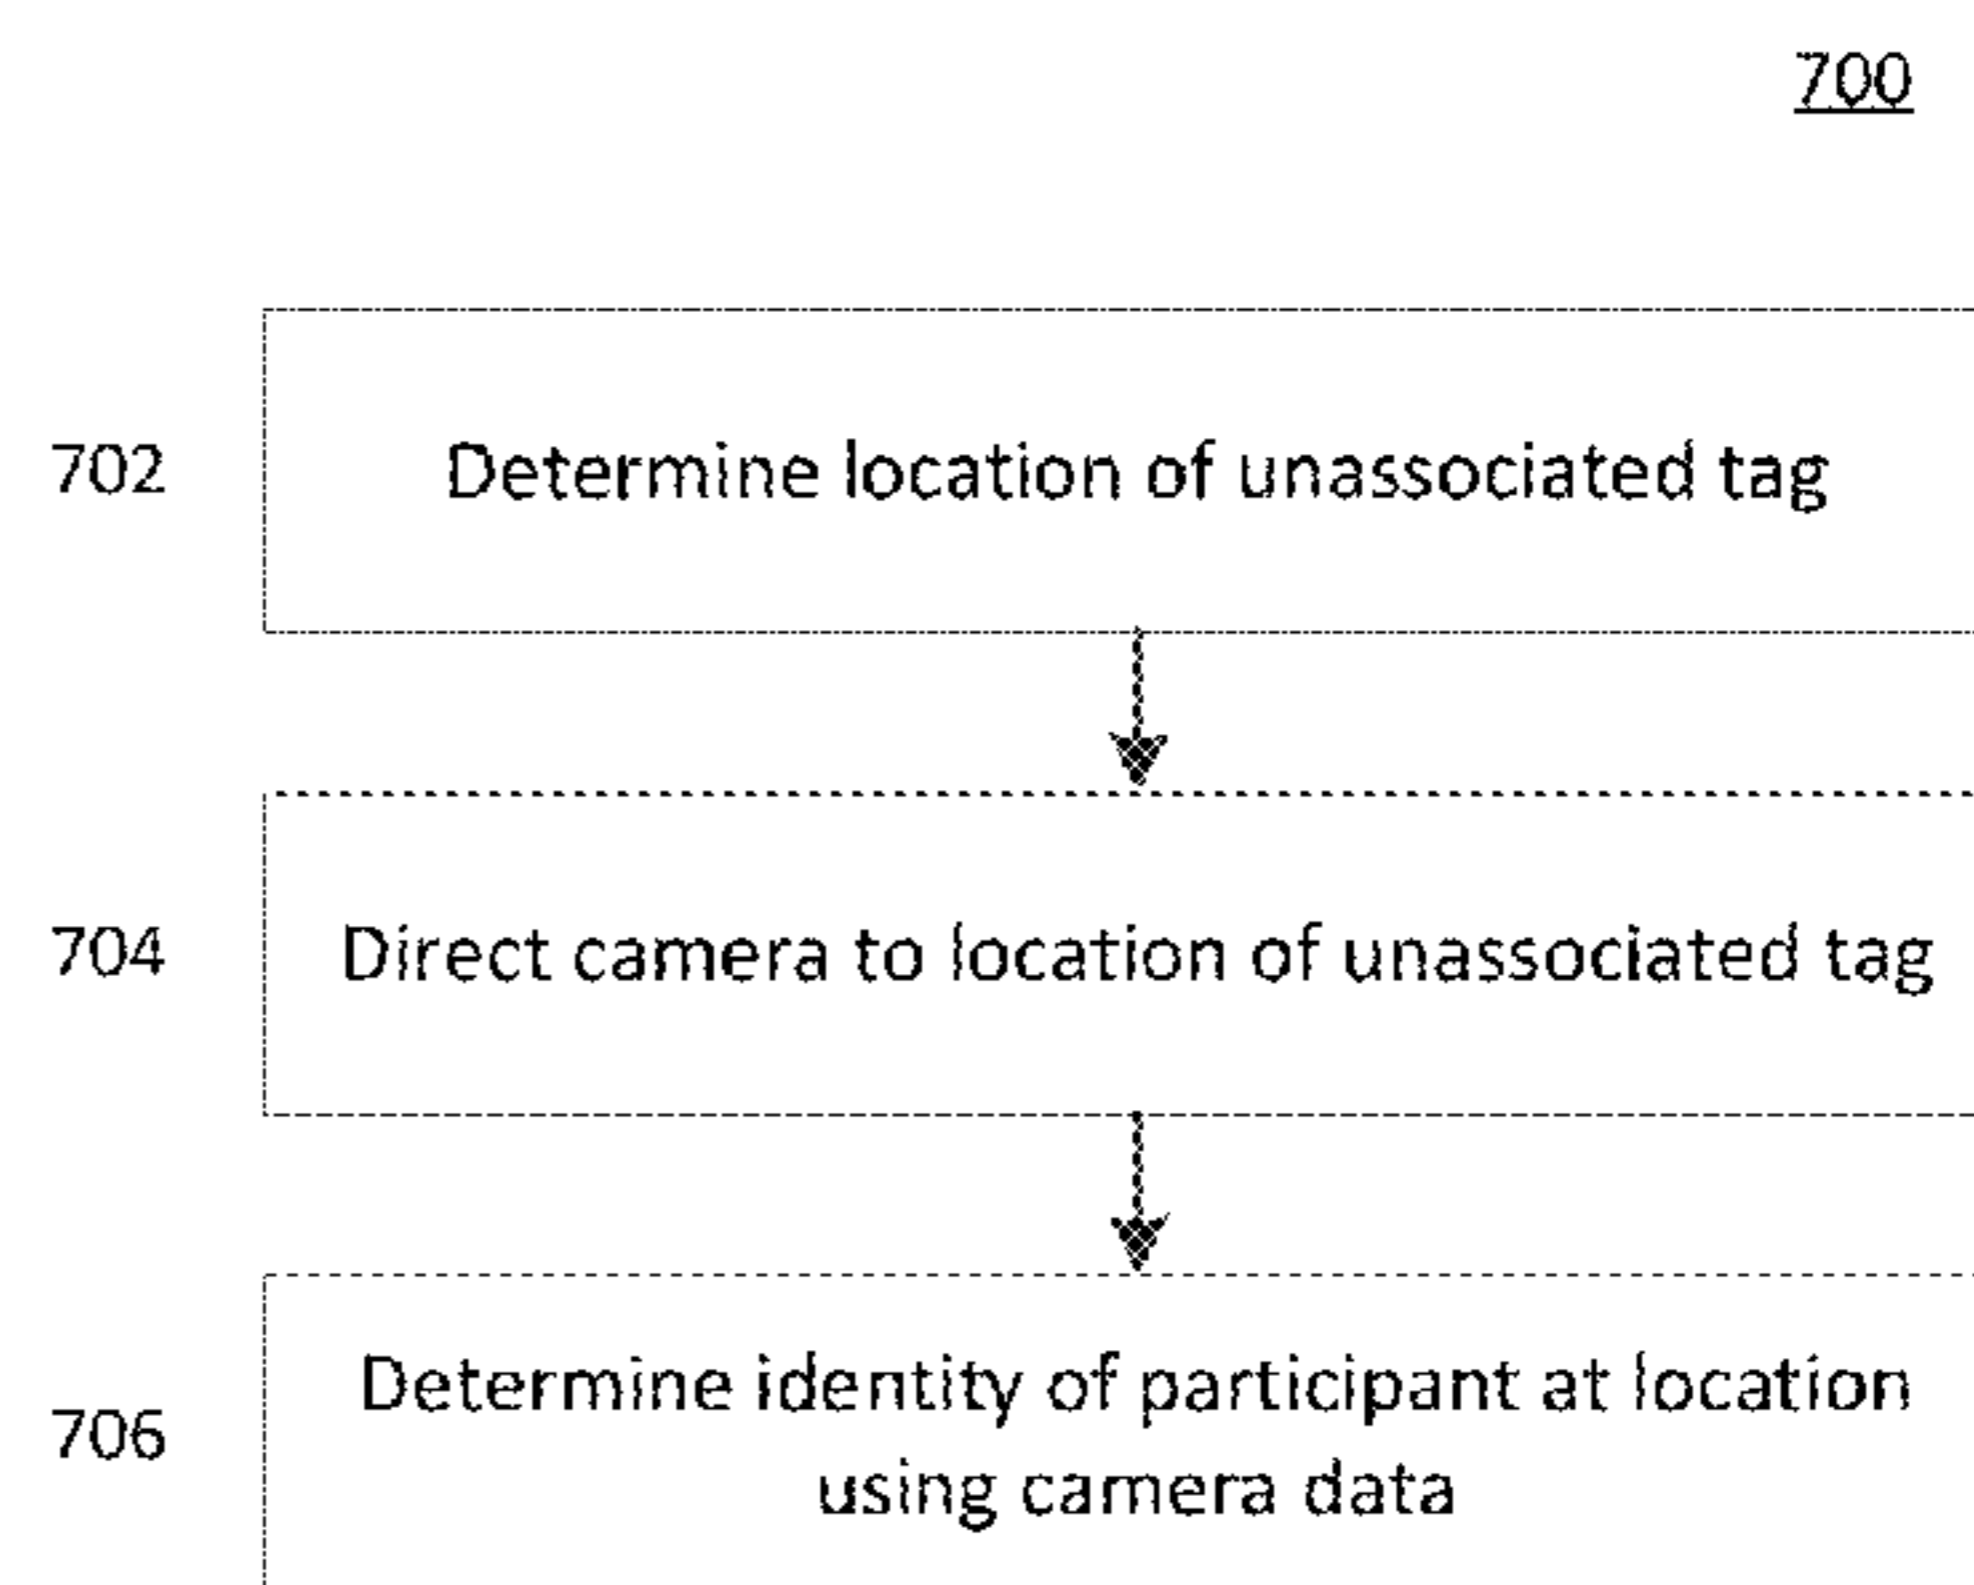 700
702
Determine location of unassociated tag
704
Direct camera to location of unassociated tag
706
Determine identity of participant at location
using camera data